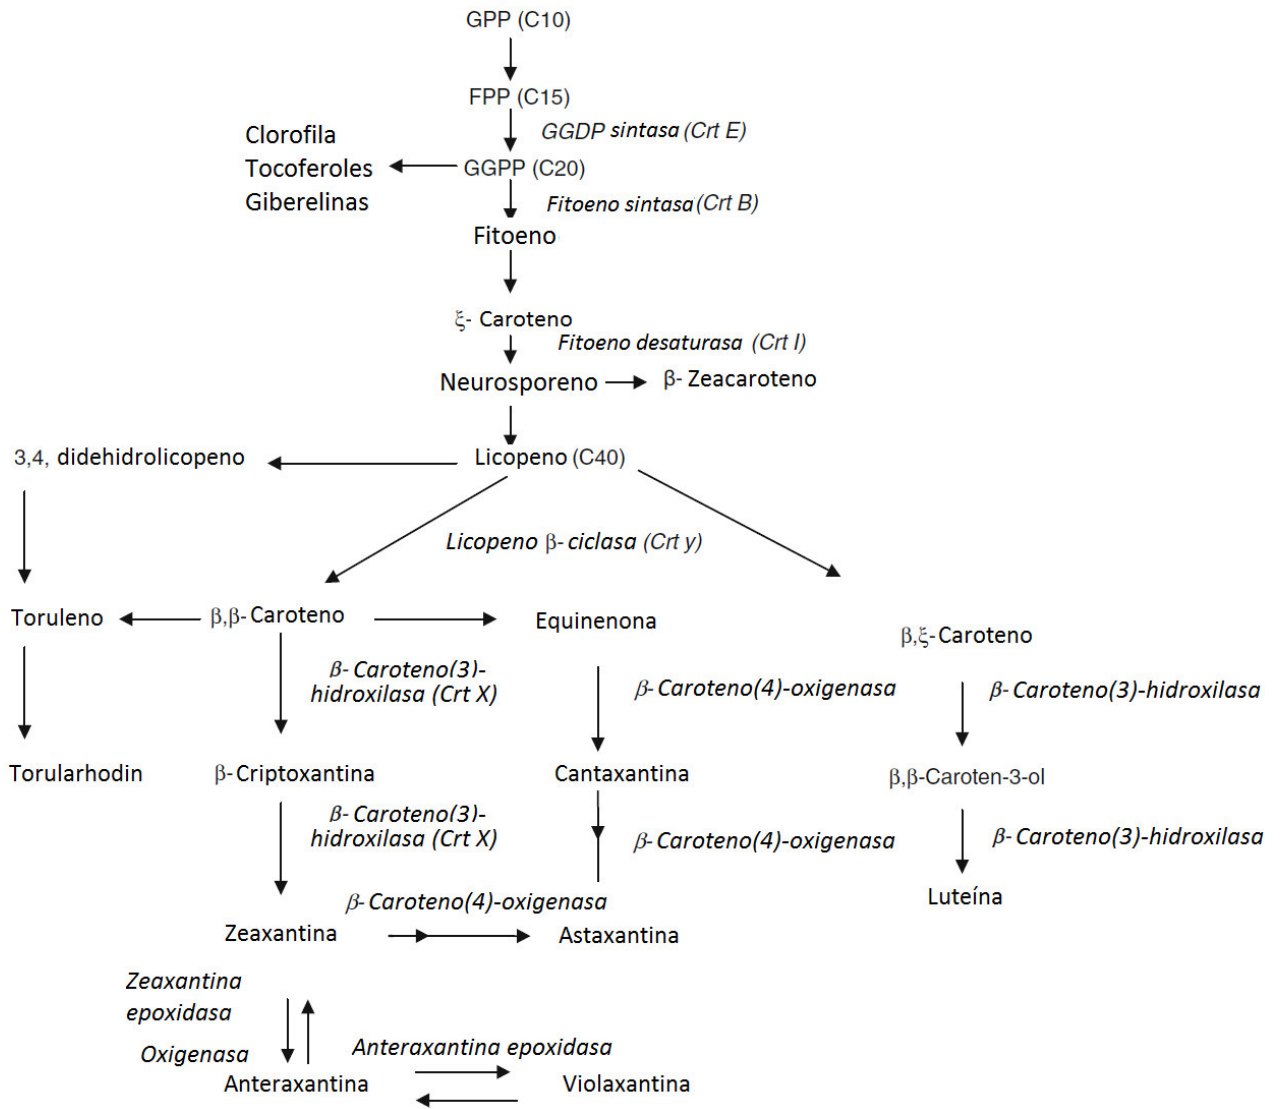 GPP (C10)
FPP (C15)
GGDP sintasa (Crt E)
Clorofila
Tocoferoles
Giberelinas
GGPP (C20)
Fitoeno sintasa (Crt B)
Fitoeno
ξ- Caroteno
Fitoeno desaturasa (Crt I)
Neurosporeno
β- Zeacaroteno
3,4, didehidrolicopeno
Licopeno (C40)
Licopeno β- ciclasa (Crt y)
Toruleno
β,β- Caroteno
Equinenona
β,ξ- Caroteno
β- Caroteno(3)-
hidroxilasa (Crt X)
β- Caroteno(4)-oxigenasa
β- Caroteno(3)-hidroxilasa
Torularhodin
β- Criptoxantina
Cantaxantina
β,β-Caroten-3-ol
β- Caroteno(3)-
hidroxilasa (Crt X)
β- Caroteno(4)-oxigenasa
β- Caroteno(3)-hidroxilasa
Luteína
β- Caroteno(4)-oxigenasa
Zeaxantina
Astaxantina
Zeaxantina
epoxidasa
Oxigenasa
Anteraxantina epoxidasa
Anteraxantina
Violaxantina